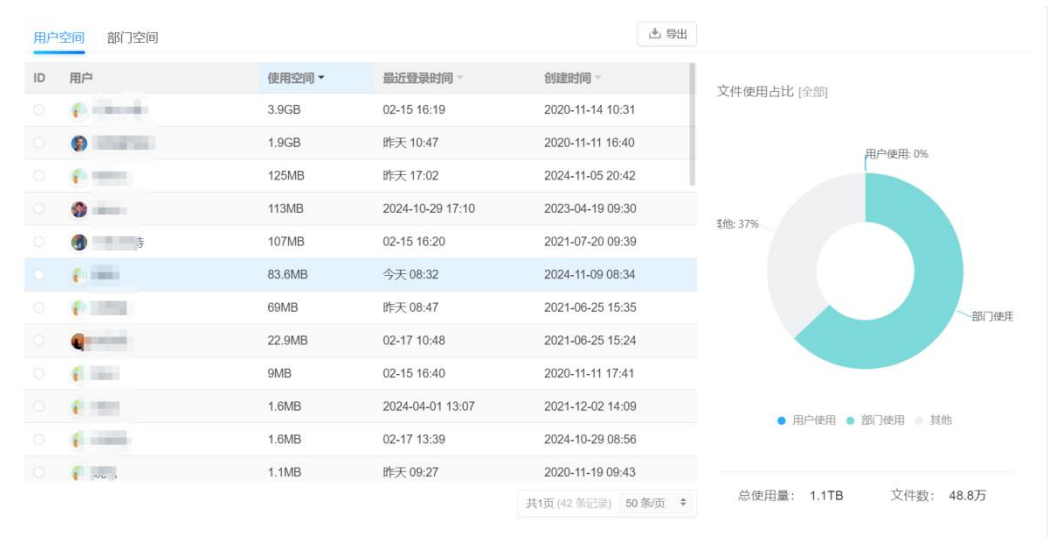 用户空间 部门空间 导出
ID 用户 使用空间 最近登录时间 创建时间
3.9GB 02-15 16:19 2020-11-14 10:31
1.9GB 昨天 10:47 2020-11-11 16:40
125MB 昨天 17:02 2024-11-05 20:42
113MB 2024-10-29 17:10 2023-04-19 09:30
107MB 02-15 16:20 2021-07-20 09:39
83.6MB 今天 08:32 2024-11-09 08:34
69MB 昨天 08:47 2021-06-25 15:35
22.9MB 02-17 10:48 2021-06-25 15:24
9MB 02-15 16:40 2020-11-11 17:41
1.6MB 2024-04-01 13:07 2021-12-02 14:09
1.6MB 02-17 13:39 2024-10-29 08:56
1.1MB 昨天 09:27 2020-11-19 09:43
共1页 (42 条记录) 50 条/页
文件使用占比 [全部]
用户使用: 0%
其他: 37%
部门使用
用户使用 部门使用 其他
总使用量: 1.1TB 文件数: 48.8万